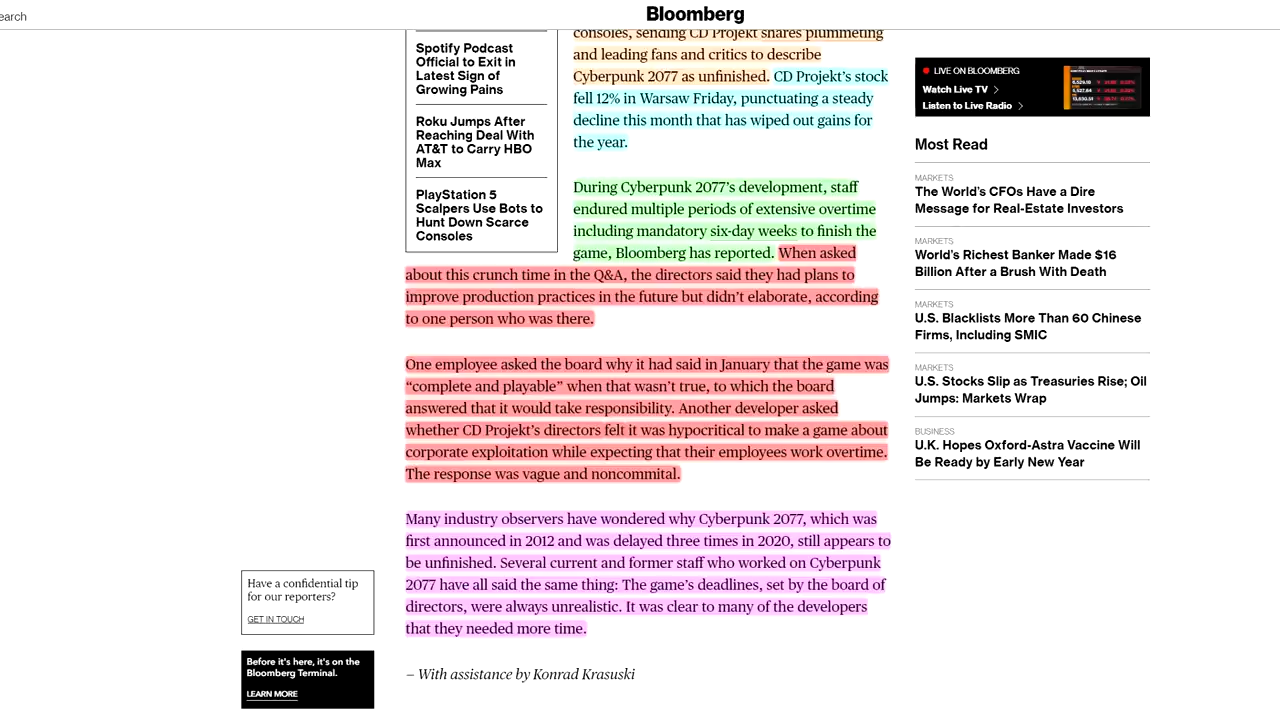 earch
Bloomberg
Spotify Podcast
Official to Exit in
Latest Sign of
Growing Pains
Roku Jumps After
Reaching Deal With
AT&T to Carry HBO
Max
PlayStation 5
Scalpers Use Bots to
Hunt Down Scarce
Consoles
consoles, sending CD Projekt shares plummeting
and leading fans and critics to describe
Cyberpunk 2077 as unfinished. CD Projekt’s stock
fell 12% in Warsaw Friday, punctuating a steady
decline this month that has wiped out gains for
the year.
During Cyberpunk 2077’s development, staff
endured multiple periods of extensive overtime
including mandatory six-day weeks to finish the
game, Bloomberg has reported. When asked
about this crunch time in the Q&A, the directors said they had plans to
improve production practices in the future but didn’t elaborate, according
to one person who was there.
One employee asked the board why it had said in January that the game was
“complete and playable” when that wasn’t true, to which the board
answered that it would take responsibility. Another developer asked
whether CD Projekt’s directors felt it was hypocritical to make a game about
corporate exploitation while expecting that their employees work overtime.
The response was vague and noncommital.
Many industry observers have wondered why Cyberpunk 2077, which was
first announced in 2012 and was delayed three times in 2020, still appears to
be unfinished. Several current and former staff who worked on Cyberpunk
2077 have all said the same thing: The game’s deadlines, set by the board of
directors, were always unrealistic. It was clear to many of the developers
that they needed more time.
– With assistance by Konrad Krasuski
Have a confidential tip
for our reporters?
GET IN TOUCH
Before it's here, it's on the
Bloomberg Terminal.
LEARN MORE
LIVE ON BLOOMBERG
Watch Live TV
Listen to Live Radio
Most Read
MARKETS
The World’s CFOs Have a Dire
Message for Real-Estate Investors
MARKETS
World’s Richest Banker Made $16
Billion After a Brush With Death
MARKETS
U.S. Blacklists More Than 60 Chinese
Firms, Including SMIC
MARKETS
U.S. Stocks Slip as Treasuries Rise; Oil
Jumps: Markets Wrap
BUSINESS
U.K. Hopes Oxford-Astra Vaccine Will
Be Ready by Early New Year